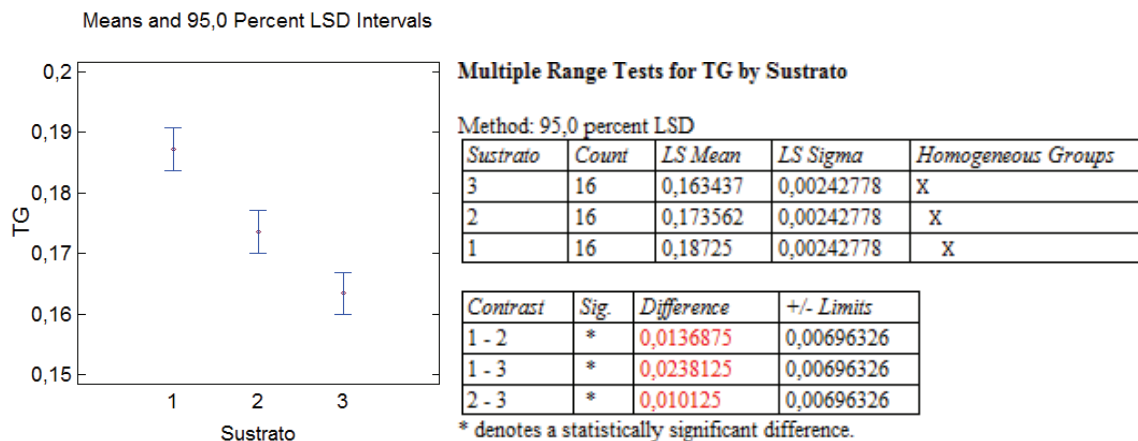 Means and 95,0 Percent LSD Intervals
0,2
0,19
0,18
0,17
0,16
0,15
TG
1 2 3
Sustrato
Multiple Range Tests for TG by Sustrato
Method: 95,0 percent LSD
Sustrato Count LS Mean LS Sigma Homogeneous Groups
3 16 0,163437 0,00242778 X
2 16 0,173562 0,00242778 X
1 16 0,18725 0,00242778 X
Contrast Sig. Difference +/- Limits
1 - 2 * 0,0136875 0,00696326
1 - 3 * 0,0238125 0,00696326
2 - 3 * 0,010125 0,00696326
* denotes a statistically significant difference.